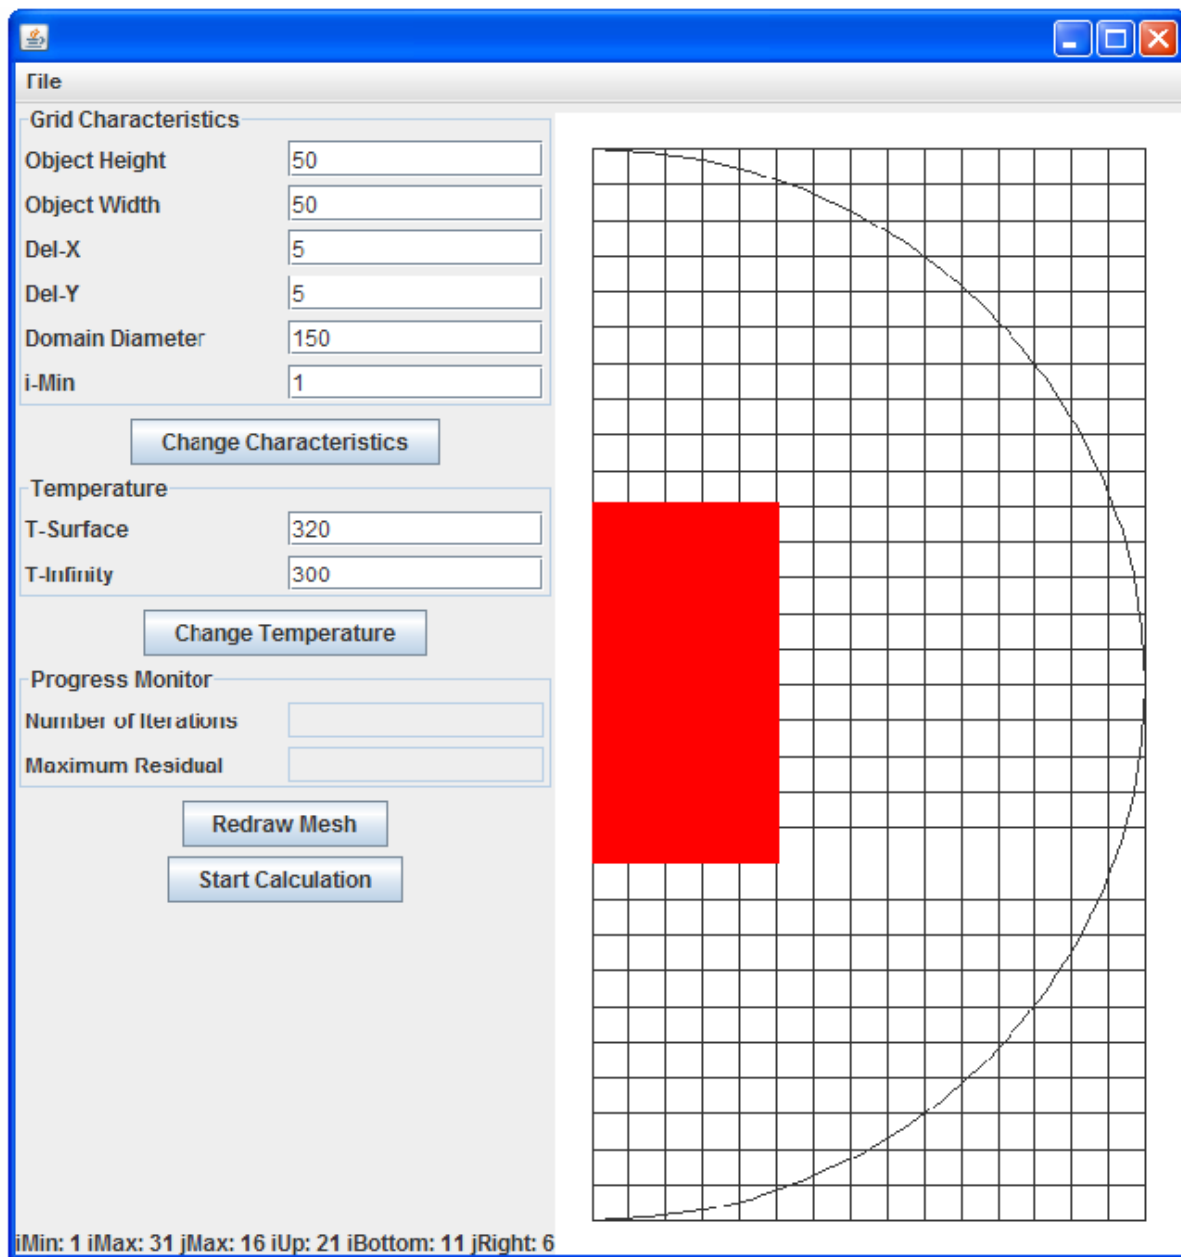 File
Grid Characteristics
Object Height 50
Object Width 50
Del-X 5
Del-Y 5
Domain Diameter 150
i-Min 1
Change Characteristics
Temperature
T-Surface 320
T-Infinity 300
Change Temperature
Progress Monitor
Number of Iterations
Maximum Residual
Redraw Mesh
Start Calculation
iMin: 1 iMax: 31 jMax: 16 iUp: 21 iBottom: 11 jRight: 6